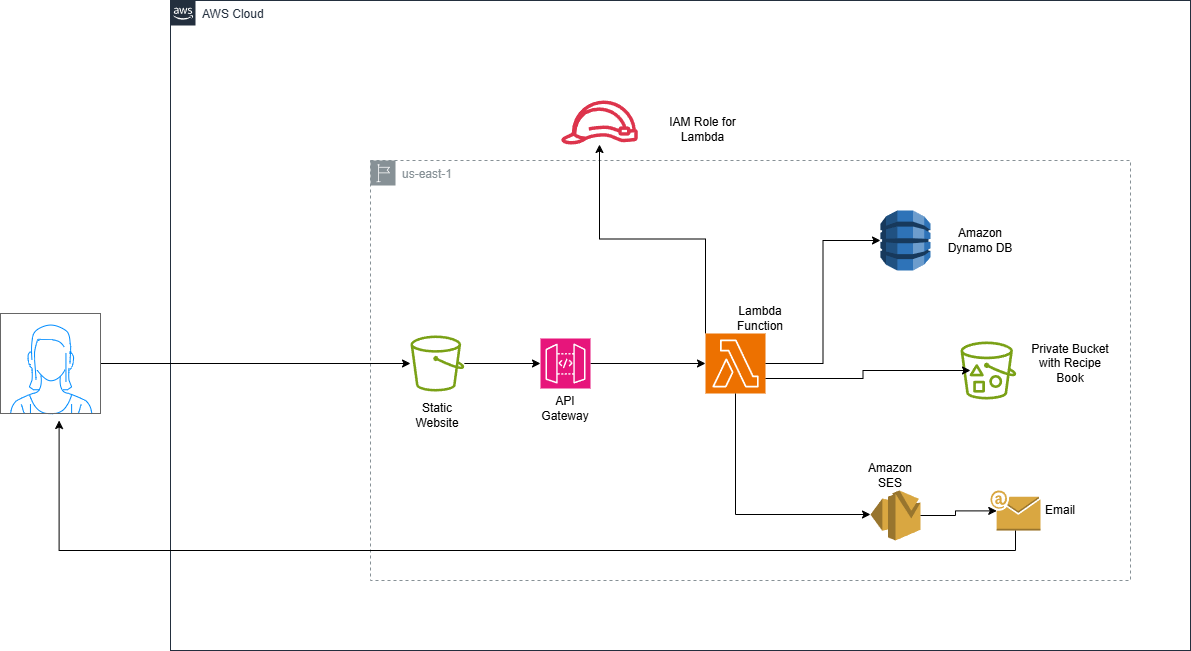 aws
AWS Cloud
IAM Role for
Lambda
us-east-1
Amazon
Dynamo DB
Lambda
Function
Private Bucket
with Recipe
Book
Static
Website
</>
API
Gateway
Amazon
SES
@
Email